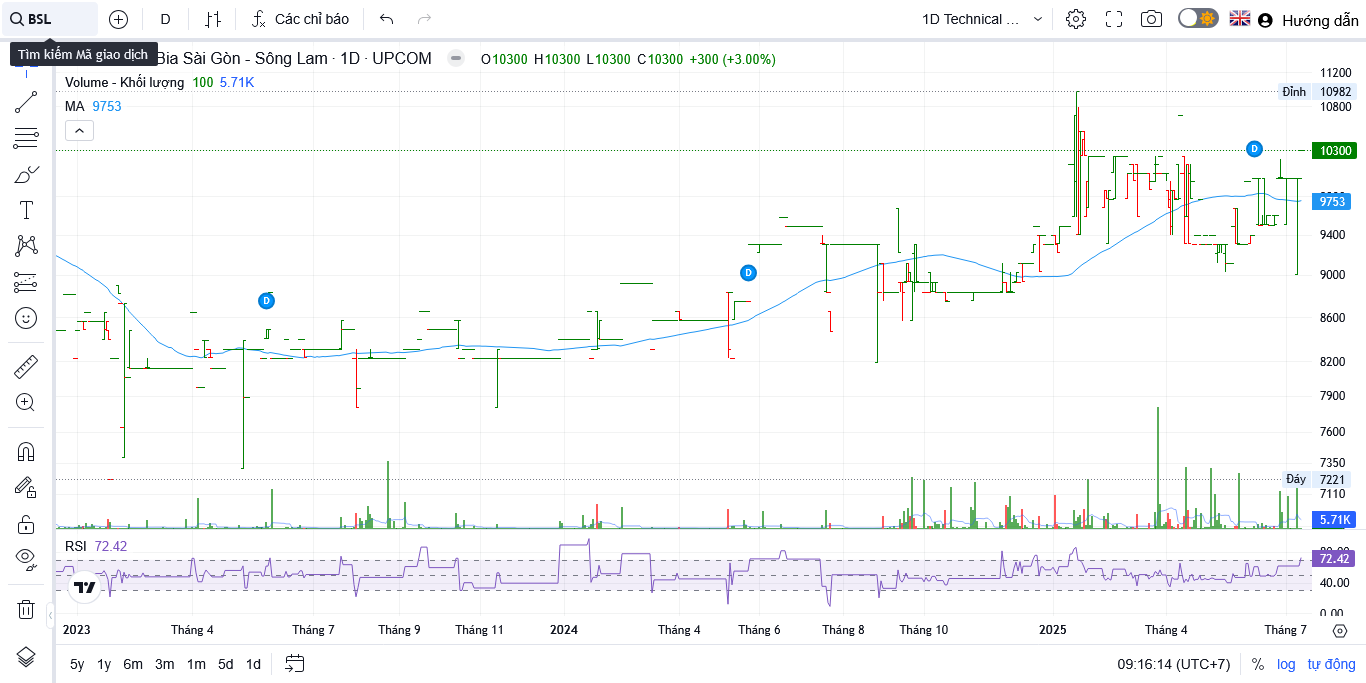 BSL D Các chỉ báo 1D Technical ... Hướng dẫn
Tìm kiếm Mã giao dịch
Bia Sài Gòn - Sông Lam · 1D · UPCOM O10300 H10300 L10300 C10300 +300 (+3.00%)
Volume - Khối lượng 100 5.71K
MA 9753
11200
Đỉnh 10982
10800
D
10300
9753
9400
D
9000
D
8600
8200
7900
7600
7350
Đáy 7221
7110
5.71K
RSI 72.42
72.42
40.00
0.00
2023 Tháng 4 Tháng 7 Tháng 9 Tháng 11 2024 Tháng 4 Tháng 6 Tháng 8 Tháng 10 2025 Tháng 4 Tháng 7
5y 1y 6m 3m 1m 5d 1d 09:16:14 (UTC+7) % log tự động